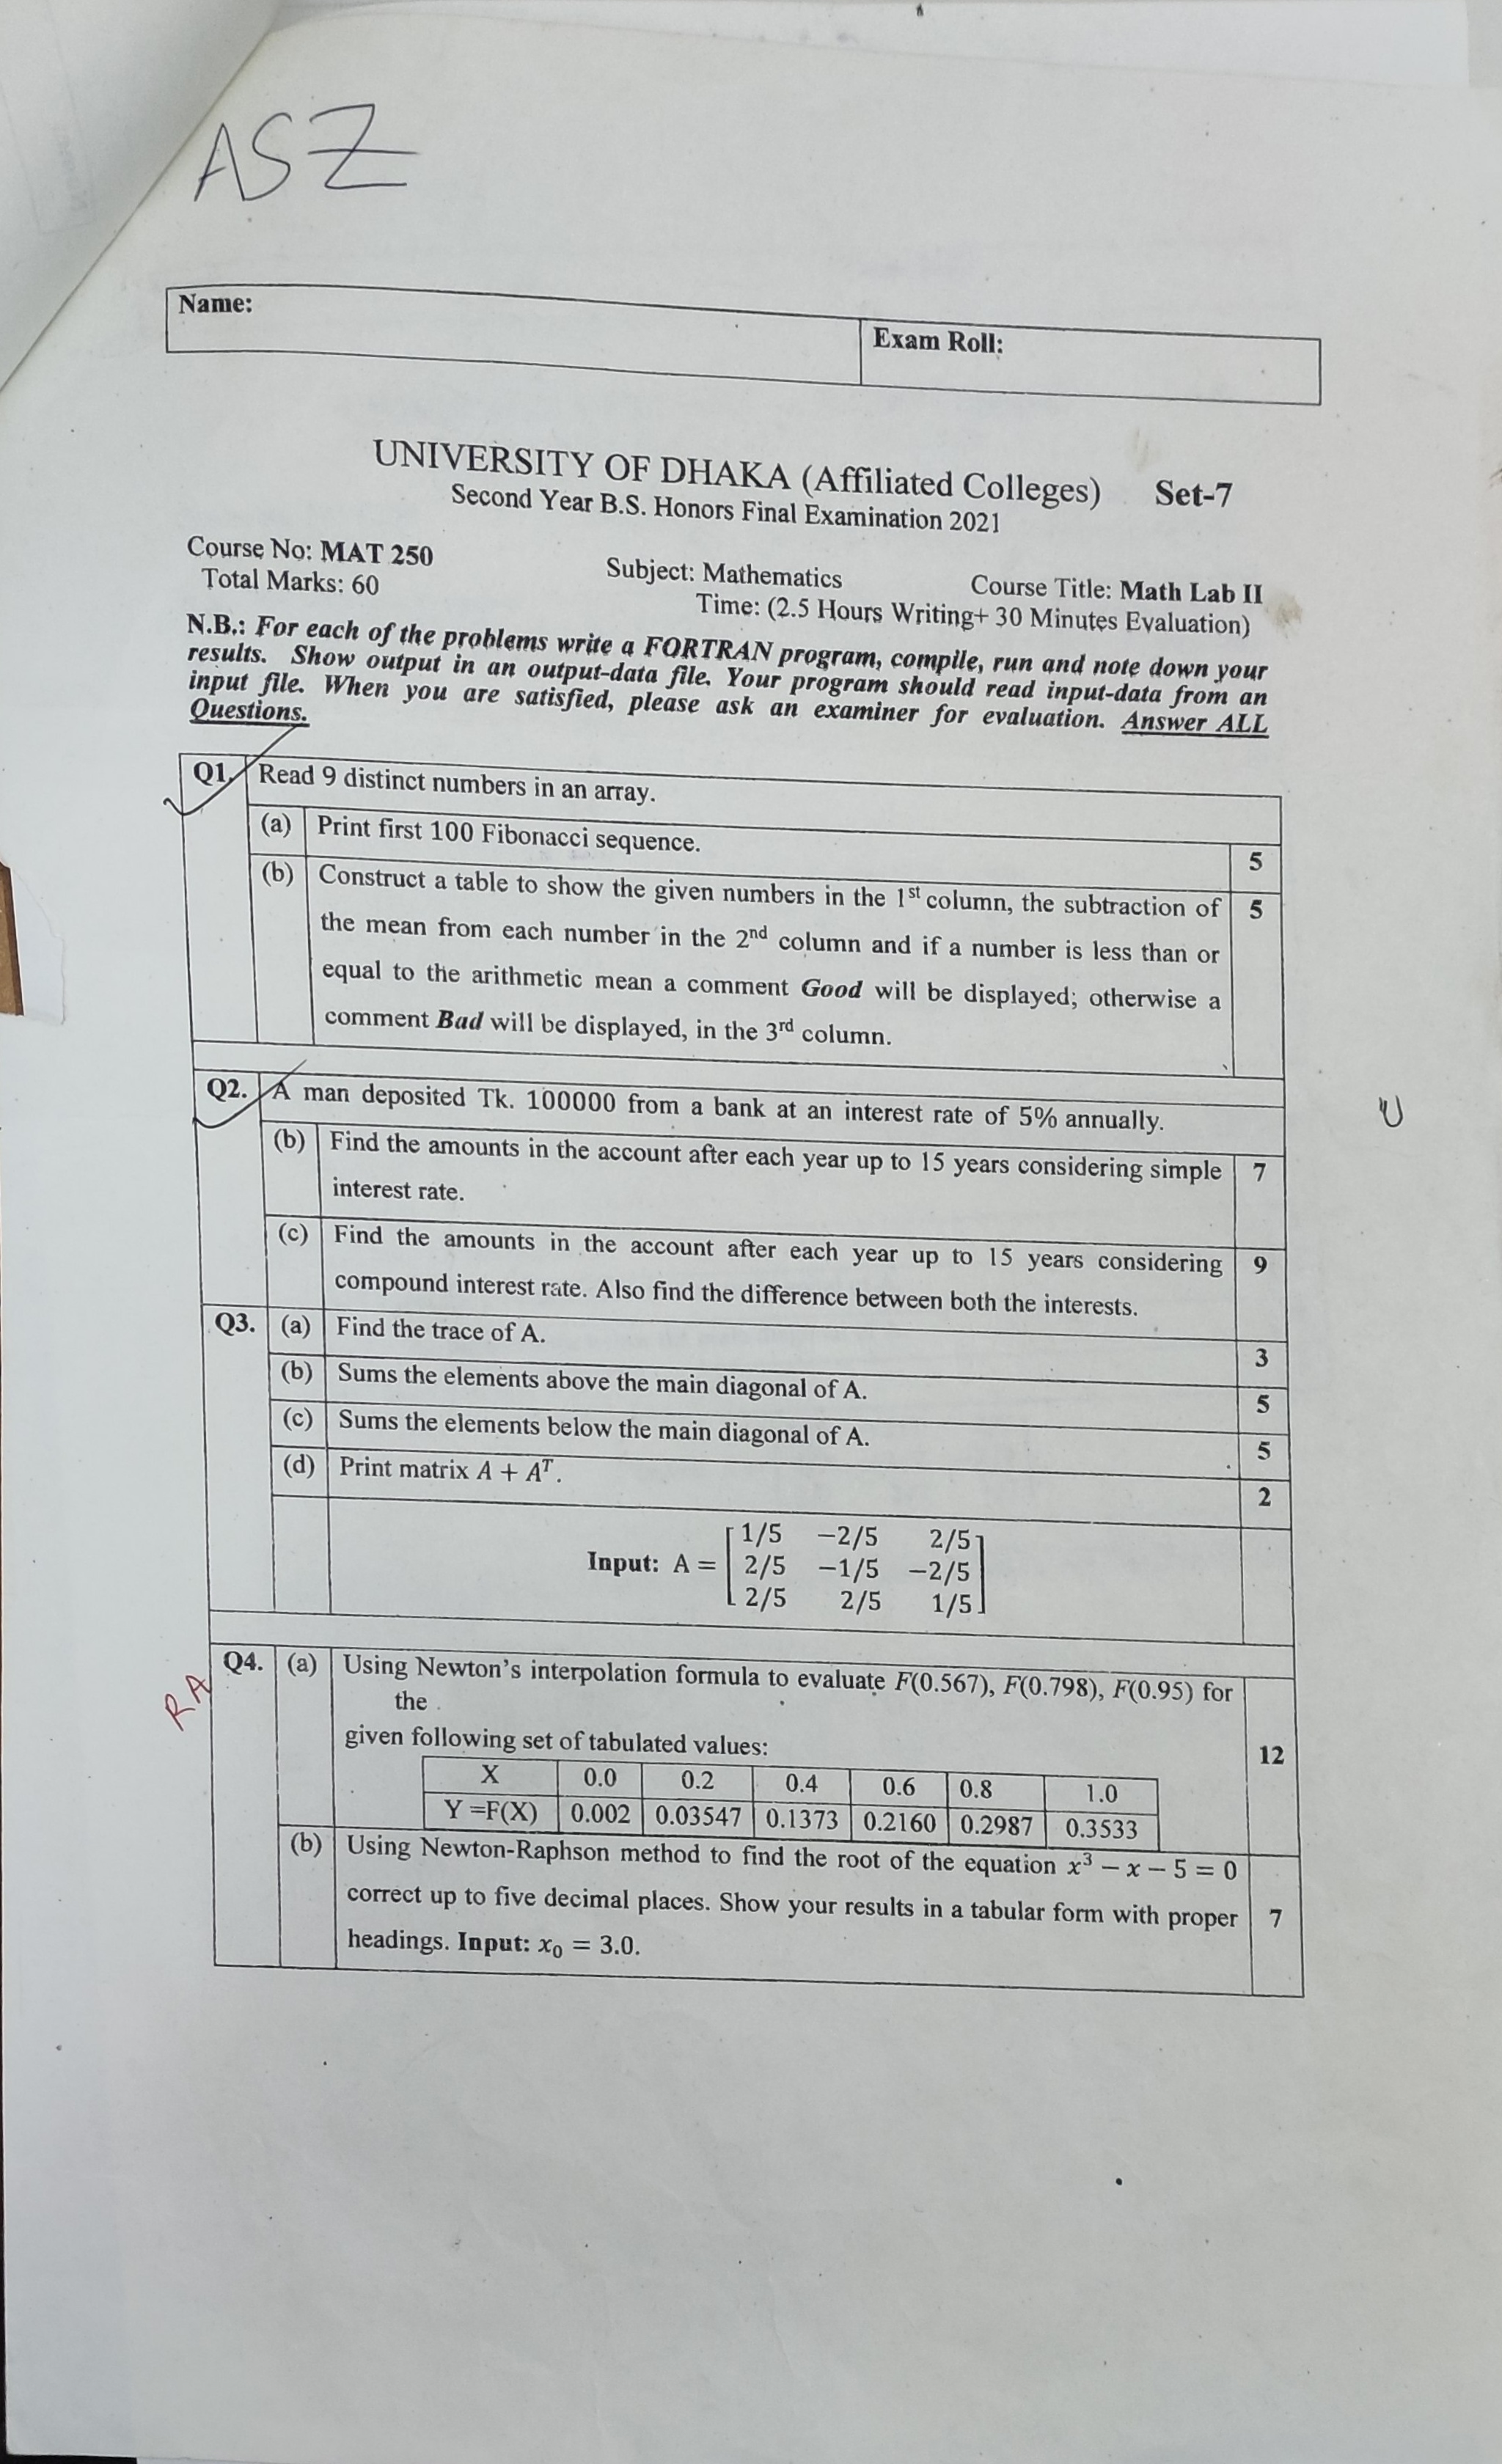 ASZ
Name:
Exam Roll:
UNIVERSITY OF DHAKA (Affiliated Colleges) Set-7
Second Year B.S. Honors Final Examination 2021
Course No: MAT 250 Subject: Mathematics Course Title: Math Lab II
Total Marks: 60 Time: (2.5 Hours Writing+ 30 Minutes Evaluation)
N.B.: For each of the problems write a FORTRAN program, compile, run and note down your
results. Show output in an output-data file. Your program should read input-data from an
input file. When you are satisfied, please ask an examiner for evaluation. Answer ALL
Questions.
Q1. Read 9 distinct numbers in an array.
(a) Print first 100 Fibonacci sequence. 5
(b) Construct a table to show the given numbers in the 1st column, the subtraction of 5
the mean from each number in the 2nd column and if a number is less than or
equal to the arithmetic mean a comment Good will be displayed; otherwise a
comment Bad will be displayed, in the 3rd column.
Q2. A man deposited Tk. 100000 from a bank at an interest rate of 5% annually.
U
(b) Find the amounts in the account after each year up to 15 years considering simple 7
interest rate.
(c) Find the amounts in the account after each year up to 15 years considering 9
compound interest rate. Also find the difference between both the interests.
Q3. (a) Find the trace of A. 3
(b) Sums the elements above the main diagonal of A. 5
(c) Sums the elements below the main diagonal of A. 5
(d) Print matrix A + Aᵀ. 2
1/5 −2/5 2/5
Input: A = 2/5 −1/5 −2/5
2/5 2/5 1/5
RA
Q4. (a) Using Newton's interpolation formula to evaluate F(0.567), F(0.798), F(0.95) for
the
given following set of tabulated values: 12
X 0.0 0.2 0.4 0.6 0.8 1.0
Y =F(X) 0.002 0.03547 0.1373 0.2160 0.2987 0.3533
(b) Using Newton-Raphson method to find the root of the equation x³ − x − 5 = 0
correct up to five decimal places. Show your results in a tabular form with proper 7
headings. Input: x₀ = 3.0.